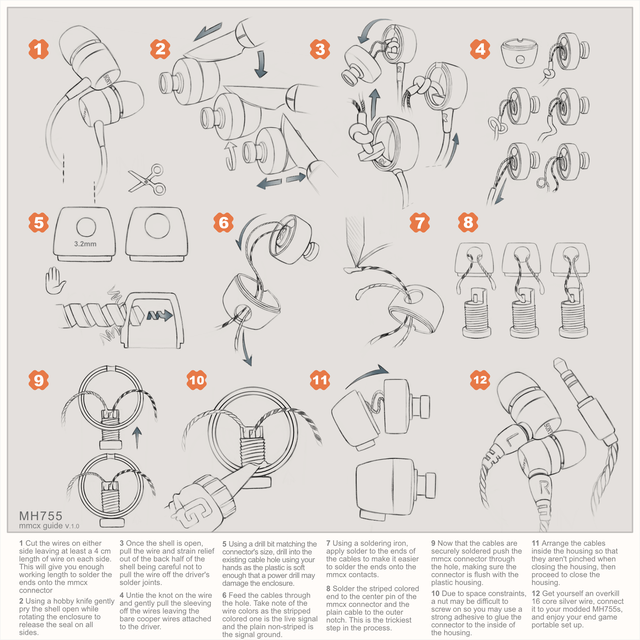 1
2
3
4
5
3.2mm
6
7
8
9
10
11
12
L
R
MH755
mmcx guide v 1.0
1 Cut the wires on either
side leaving at least a 4 cm
length of wire on each side.
This will give you enough
working length to solder the
ends onto the mmcx
connector
2 Using a hobby knife gently
pry the shell open while
rotating the enclosure to
release the seal on all
sides.
3 Once the shell is open,
pull the wire and strain relief
out of the back half of the
shell being careful not to
pull the wire off the driver's
solder joints.
4 Untie the knot on the wire
and gently pull the sleeving
off the wires leaving the
bare cooper wires attached
to the driver.
5 Using a drill bit matching the
connector's size, drill into the
existing cable hole using your
hands as the plastic is soft
enough that a power drill may
damage the enclosure.
6 Feed the cables through
the hole. Take note of the
wire colors as the striped
colored one is the live signal
and the plain non-striped is
the signal ground.
7 Using a soldering iron,
apply solder to the ends of
the cables to make it easier
to solder the ends onto the
mmcx contacts.
8 Solder the striped colored
cord to the center pin of the
mmcx connector and the
plain cable to the outer
notch. This is the trickiest
step in the process.
9 Now that the cables are
securely soldered push the
mmcx connector through
the hole, making sure the
connector is flush with the
plastic housing.
10 Due to space constraints,
a nut may be difficult to
screw on so you may use a
strong adhesive to glue the
connector to the inside of
the housing.
11 Arrange the cables
inside the housing so that
they aren't pinched when
closing the housing, then
proceed to close the
housing.
12 Get yourself an overkill
16 core silver wire, connect
it to your modded MH755s,
and enjoy your end game
portable set up.